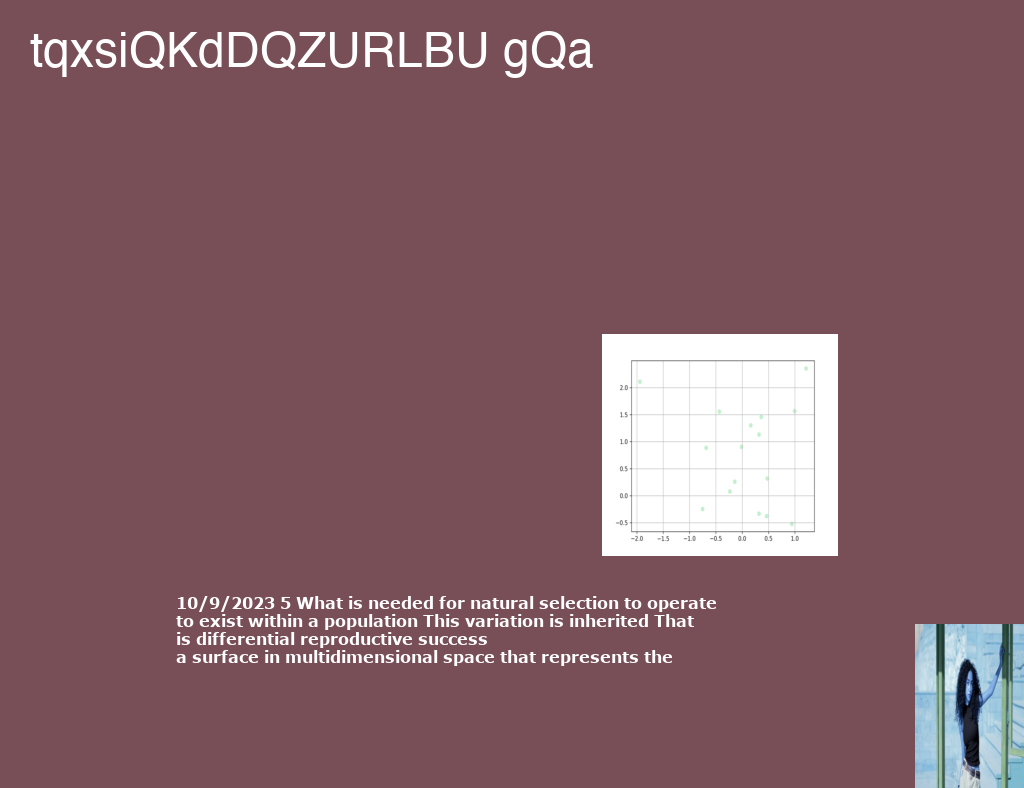 tqxsiQKdDQZURLBU gQa
2.0
1.5
1.0
0.5
0.0
−0.5
−2.0 −1.5 −1.0 −0.5 0.0 0.5 1.0
10/9/2023 5 What is needed for natural selection to operate
to exist within a population This variation is inherited That
is differential reproductive success
a surface in multidimensional space that represents the